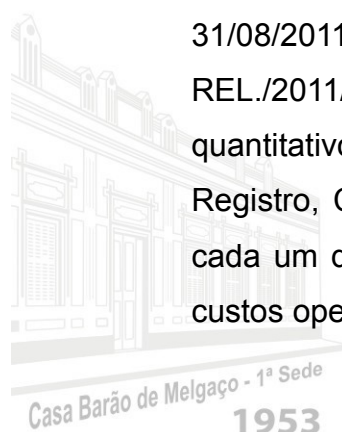 31/08/2011
REL./2011/
quantitativo
Registro, C
cada um d
custos ope
Casa Barão de Melgaço - 1ª Sede
1953